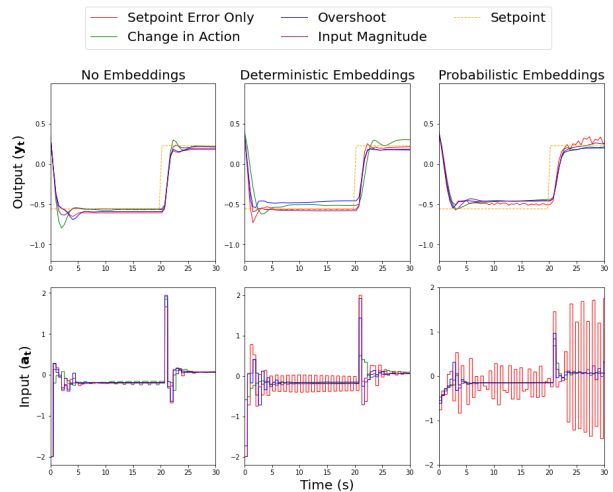 Setpoint Error Only
Overshoot
Setpoint
Change in Action
Input Magnitude
No Embeddings
Deterministic Embeddings
Probabilistic Embeddings
Output (yₜ)
0.5
0.0
−0.5
−1.0
0 5 10 15 20 25 30
0.5
0.0
−0.5
−1.0
0 5 10 15 20 25 30
0.5
0.0
−0.5
−1.0
0 5 10 15 20 25 30
Input (aₜ)
2
1
0
−1
−2
0 5 10 15 20 25 30
2
1
0
−1
−2
0 5 10 15 20 25 30
2
1
0
−1
−2
0 5 10 15 20 25 30
Time (s)